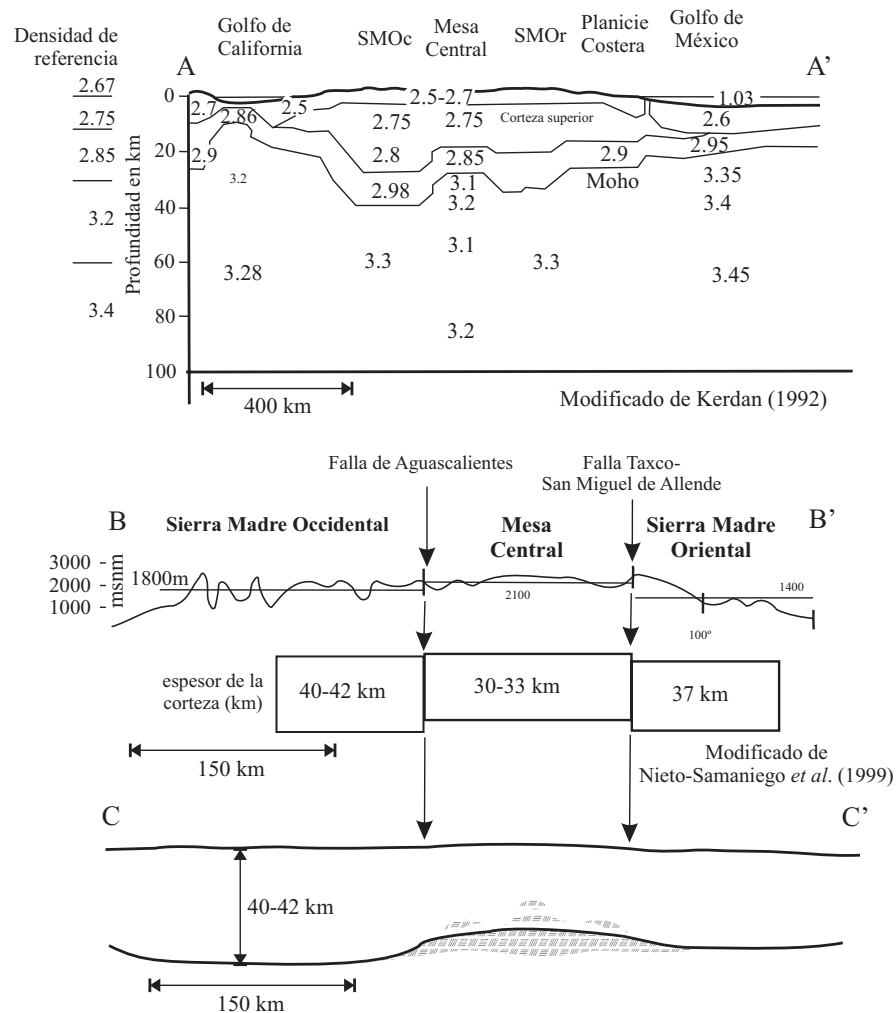 Densidad de
referencia
Golfo de
California
SMOc
Mesa
Central
SMOr
Planicie
Costera
Golfo de
México
A
A’
2.67
2.75
2.85
3.2
3.4
Profundidad en km
0
20
40
60
80
100
2.7
2.86
2.5
2.5-2.7
1.03
2.75
2.75
Corteza superior
2.6
2.9
2.8
2.85
2.9
2.95
3.2
2.98
3.1
Moho
3.35
3.2
3.4
3.28
3.3
3.1
3.3
3.45
3.2
400 km
Modificado de Kerdan (1992)
Falla de Aguascalientes
Falla Taxco-
San Miguel de Allende
B
B’
Sierra Madre Occidental
Mesa
Central
Sierra Madre
Oriental
3000
2000
1000
msnm
1800m
2100
1400
100º
espesor de la
corteza (km)
40-42 km
30-33 km
37 km
150 km
Modificado de
Nieto-Samaniego et al. (1999)
C
C’
40-42 km
150 km